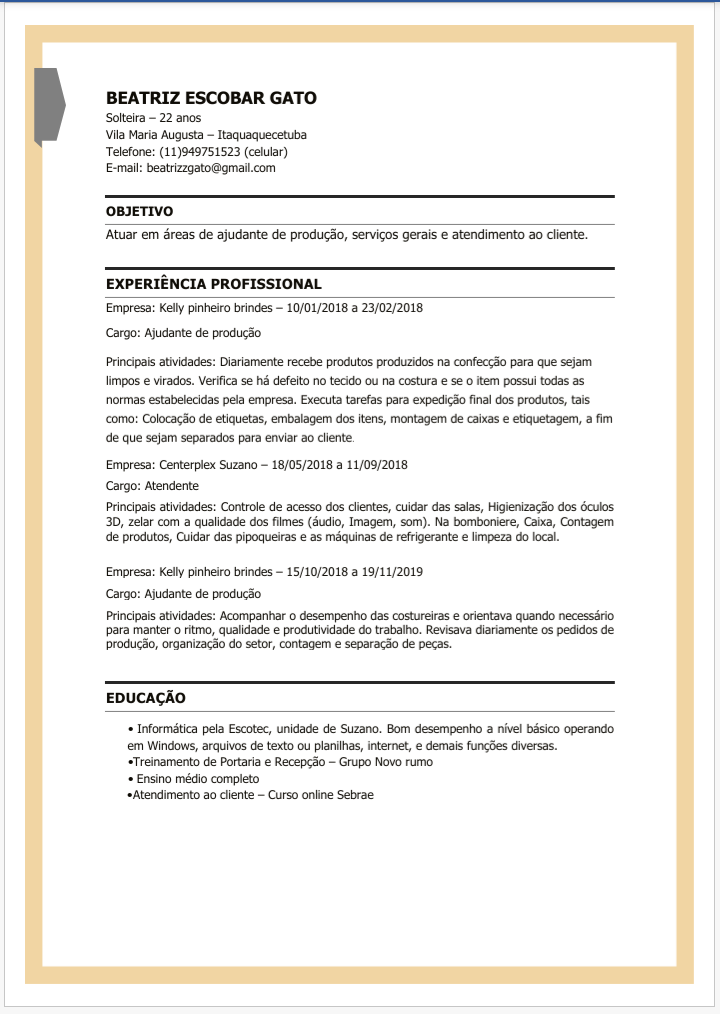 BEATRIZ ESCOBAR GATO
Solteira – 22 anos
Vila Maria Augusta – Itaquaquecetuba
Telefone: (11)949751523 (celular)
E-mail: beatrizzgato@gmail.com
OBJETIVO
Atuar em áreas de ajudante de produção, serviços gerais e atendimento ao cliente.
EXPERIÊNCIA PROFISSIONAL
Empresa: Kelly pinheiro brindes – 10/01/2018 a 23/02/2018
Cargo: Ajudante de produção
Principais atividades: Diariamente recebe produtos produzidos na confecção para que sejam
limpos e virados. Verifica se há defeito no tecido ou na costura e se o item possui todas as
normas estabelecidas pela empresa. Executa tarefas para expedição final dos produtos, tais
como: Colocação de etiquetas, embalagem dos itens, montagem de caixas e etiquetagem, a fim
de que sejam separados para enviar ao cliente.
Empresa: Centerplex Suzano – 18/05/2018 a 11/09/2018
Cargo: Atendente
Principais atividades: Controle de acesso dos clientes, cuidar das salas, Higienização dos óculos
3D, zelar com a qualidade dos filmes (áudio, Imagem, som). Na bomboniere, Caixa, Contagem
de produtos, Cuidar das pipoqueiras e as máquinas de refrigerante e limpeza do local.
Empresa: Kelly pinheiro brindes – 15/10/2018 a 19/11/2019
Cargo: Ajudante de produção
Principais atividades: Acompanhar o desempenho das costureiras e orientava quando necessário
para manter o ritmo, qualidade e produtividade do trabalho. Revisava diariamente os pedidos de
produção, organização do setor, contagem e separação de peças.
EDUCAÇÃO
• Informática pela Escotec, unidade de Suzano. Bom desempenho a nível básico operando
em Windows, arquivos de texto ou planilhas, internet, e demais funções diversas.
•Treinamento de Portaria e Recepção – Grupo Novo rumo
• Ensino médio completo
•Atendimento ao cliente – Curso online Sebrae